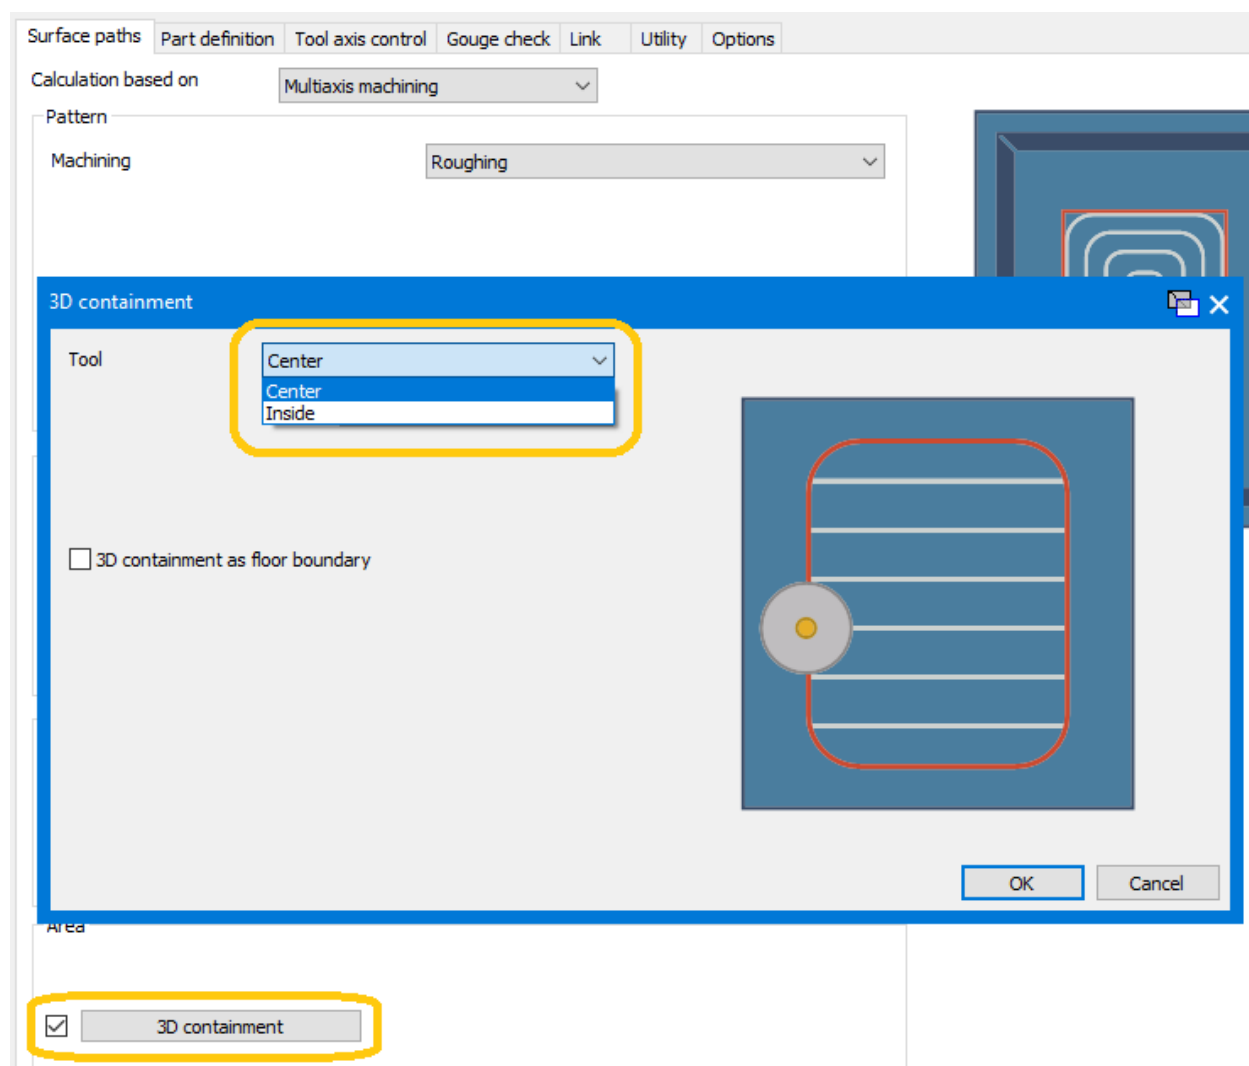 Surface paths Part definition Tool axis control Gouge check Link Utility Options
Calculation based on Multiaxis machining
Pattern
Machining Roughing
3D containment
Tool Center
Center
Inside
3D containment as floor boundary
OK Cancel
Area
3D containment